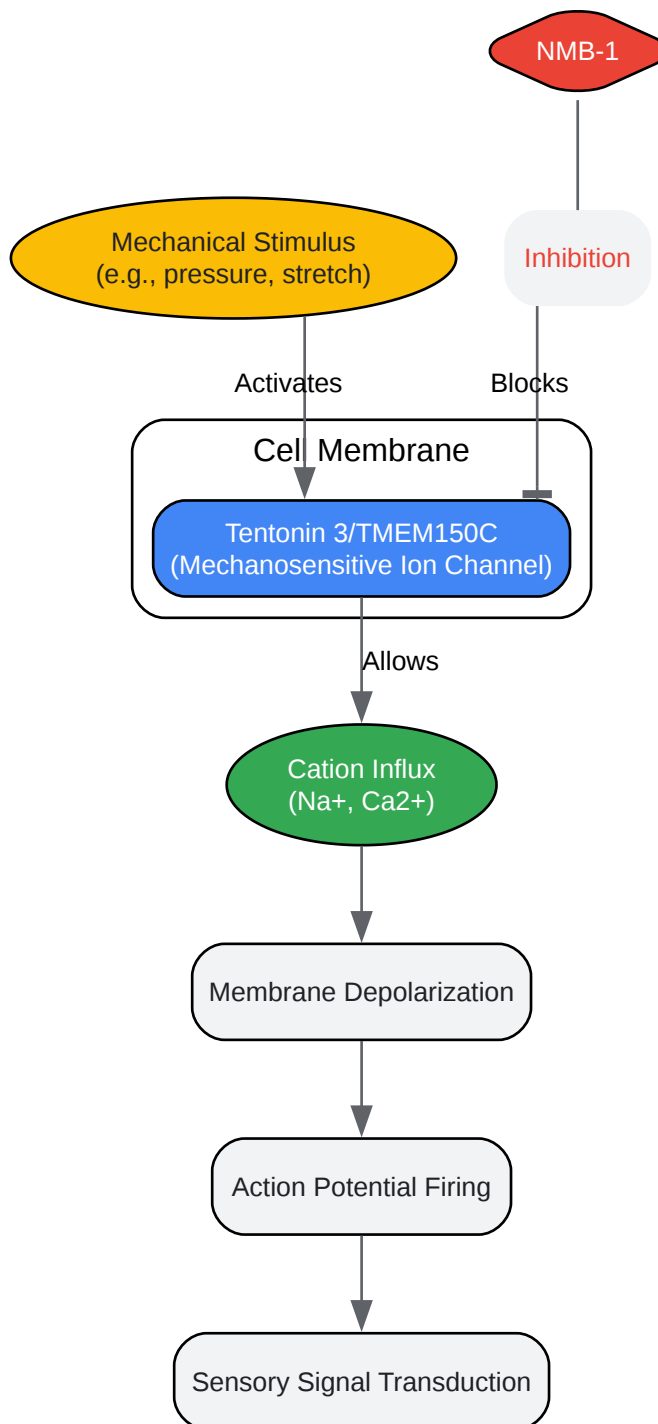 NMB-1
Mechanical Stimulus
(e.g., pressure, stretch)
Inhibition
Activates
Blocks
Cell Membrane
Tentonin 3/TMEM150C
(Mechanosensitive Ion Channel)
Allows
Cation Influx
(Na+, Ca2+)
Membrane Depolarization
Action Potential Firing
Sensory Signal Transduction